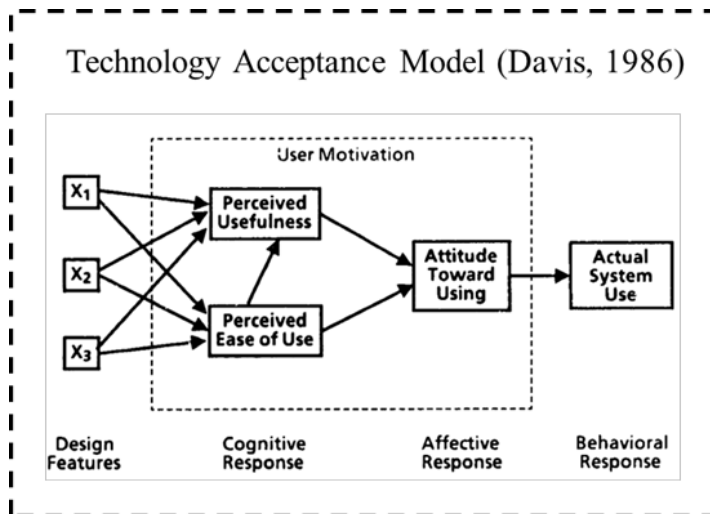 Technology Acceptance Model (Davis, 1986)
User Motivation
X1
Perceived
Usefulness
X2
Attitude
Toward
Using
Actual
System
Use
X3
Perceived
Ease of Use
Design
Features
Cognitive
Response
Affective
Response
Behavioral
Response